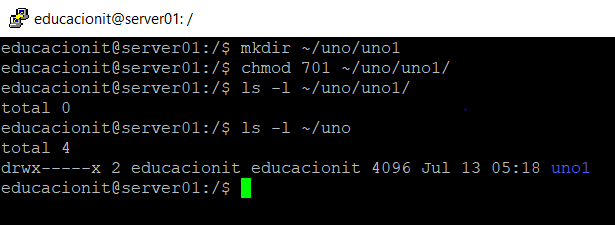 educacionit@server01: /
educacionit@server01:/$ mkdir ~/uno/uno1
educacionit@server01:/$ chmod 701 ~/uno/uno1/
educacionit@server01:/$ ls -l ~/uno/uno1/
total 0
educacionit@server01:/$ ls -l ~/uno
total 4
drwx-----x 2 educacionit educacionit 4096 Jul 13 05:18 uno1
educacionit@server01:/$